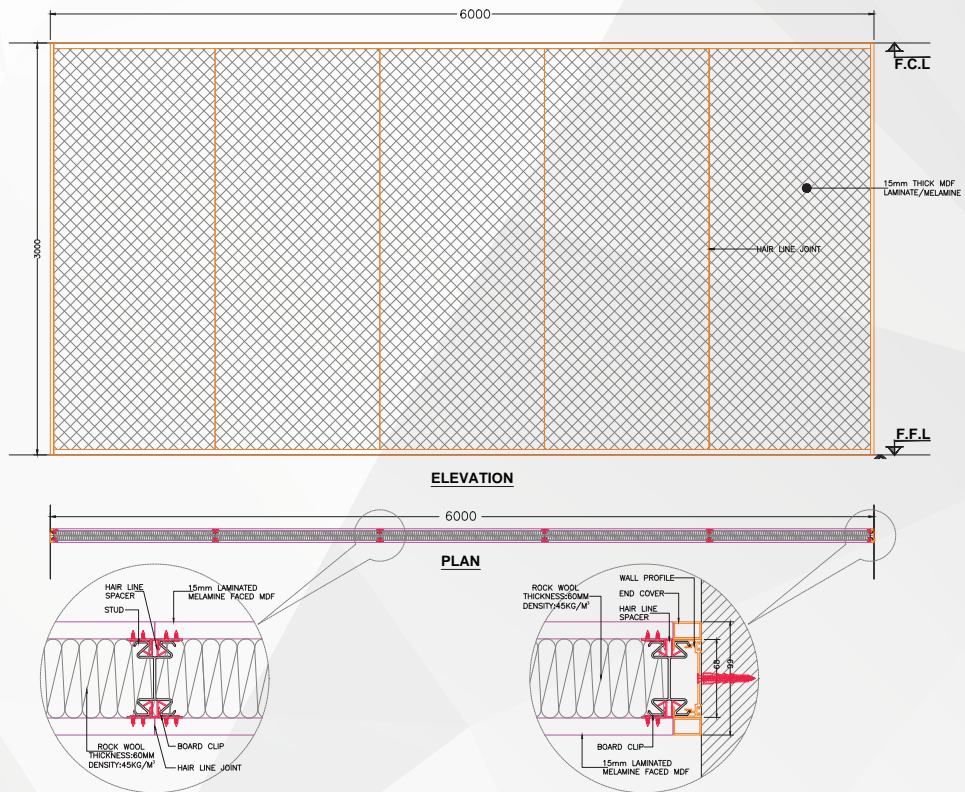 6000
F.C.L
15mm THICK MDF
LAMINATE/MELAMINE
3000
HAIR LINE JOINT
F.F.L
ELEVATION
6000
PLAN
HAIR LINE
SPACER
STUD
15mm LAMINATED
MELAMINE FACED MDF
ROCK WOOL
THICKNESS:60MM
DENSITY:45KG/M³
BOARD CLIP
HAIR LINE JOINT
ROCK WOOL
THICKNESS:60MM
DENSITY:45KG/M³
WALL PROFILE
END COVER
HAIR LINE
SPACER
68
99
BOARD CLIP
15mm LAMINATED
MELAMINE FACED MDF